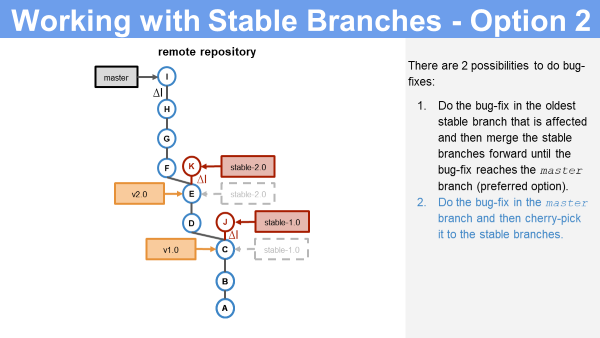 Working with Stable Branches - Option 2
remote repository
master
I
ΔI
H
G
F
K
stable-2.0
ΔI
v2.0
E
stable 2.0
D
J
stable-1.0
ΔI
v1.0
C
stable-1.0
B
A
There are 2 possibilities to do bug-
fixes:
1. Do the bug-fix in the oldest
stable branch that is affected
and then merge the stable
branches forward until the
bug-fix reaches the master
branch (preferred option).
2. Do the bug-fix in the master
branch and then cherry-pick
it to the stable branches.